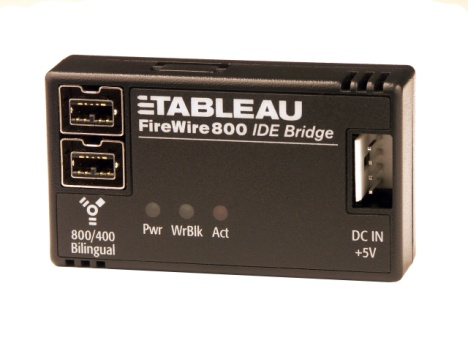 TABLEAU
FireWire800 IDE Bridge
800/400
Bilingual
Pwr WrBlk Act
DC IN
+5V